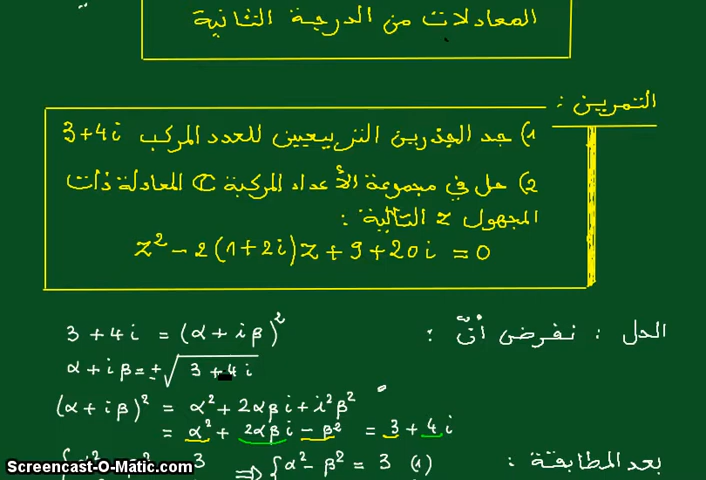 المعادلات من الدرجة الثانية
التمرين :
1) جد الجذرين التربيعيين للعدد المركب 3+4i
2) حل في مجموعة الأعداد المركبة C المعادلة ذات
المجهول z التالية :
z² - 2(1+2i)z + 9 + 20i = 0
الحل : نفرض أنّ : 3 + 4i = (α + iβ)²
α + iβ = ±√3 + 4i
(α + iβ)² = α² + 2αβi + i²β²
= α² + 2αβi - β² = 3 + 4i
بعد المطابقة : {α² - β² = 3 ⇒ {α² - β² = 3 (1)
Screencast-O-Matic.com